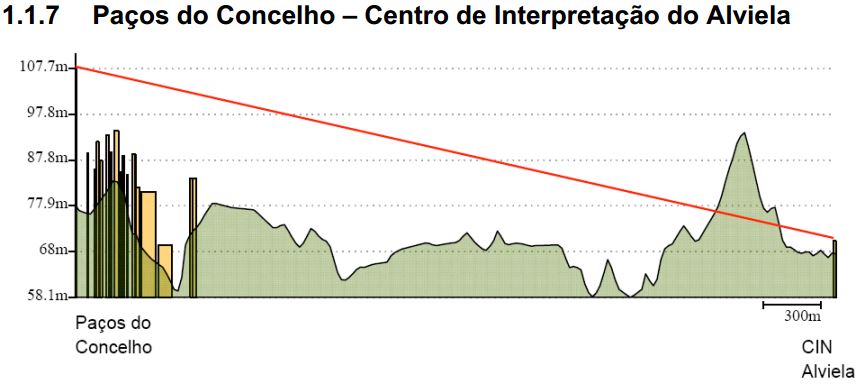 1.1.7 Paços do Concelho – Centro de Interpretação do Alviela
107.7m
97.8m
87.8m
77.9m
68m
58.1m
300m
Paços do
Concelho
CIN
Alviela